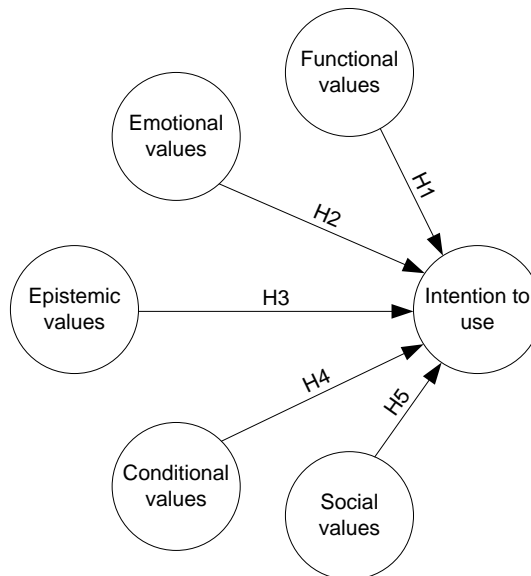 Functional
values
Emotional
values
H1
H2
Epistemic
values
H3
Intention to
use
H4
H5
Conditional
values
Social
values